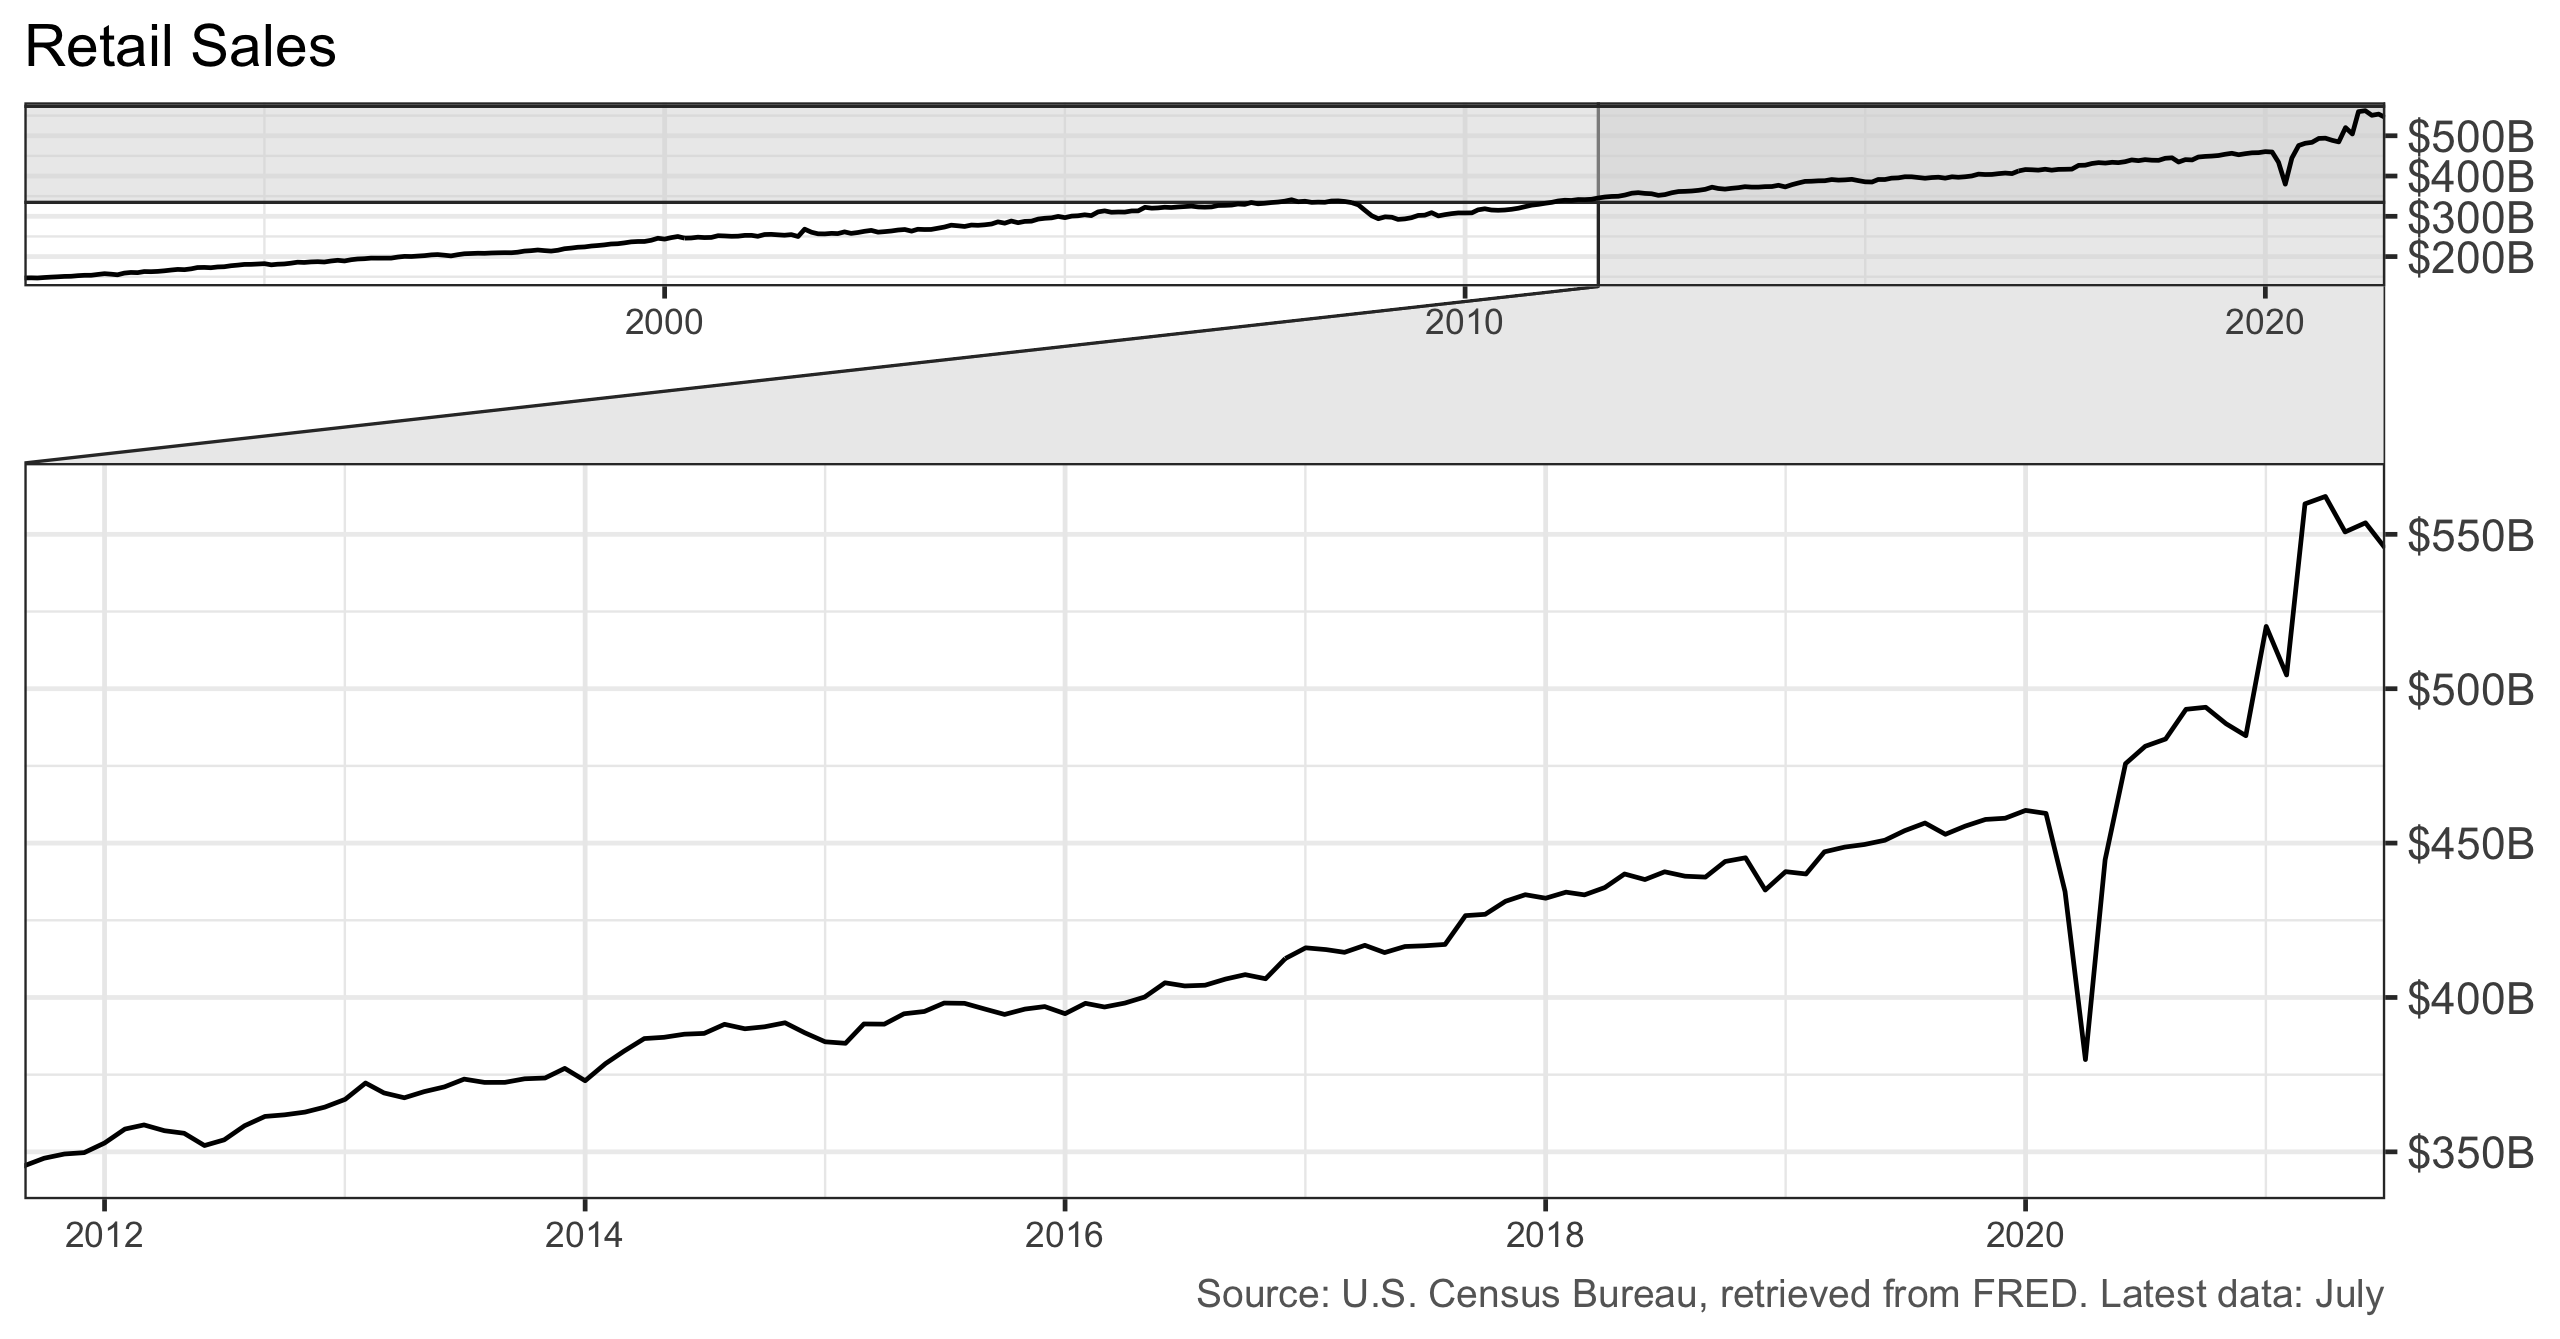 Retail Sales
$500B
$400B
$300B
$200B
2000 2010 2020
$550B
$500B
$450B
$400B
$350B
2012 2014 2016 2018 2020
Source: U.S. Census Bureau, retrieved from FRED. Latest data: July